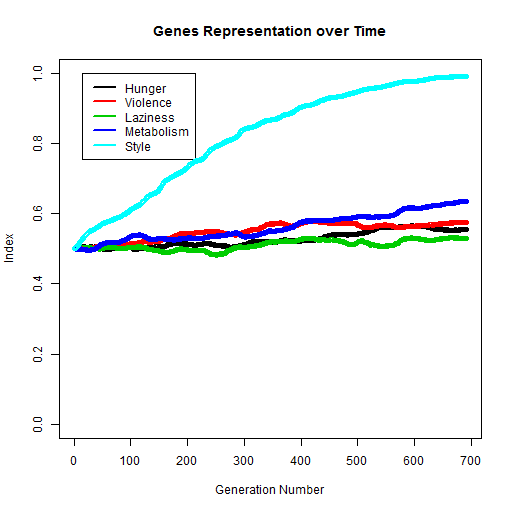 Genes Representation over Time
Index
1.0
0.8
0.6
0.4
0.2
0.0
Hunger
Violence
Laziness
Metabolism
Style
0 100 200 300 400 500 600 700
Generation Number